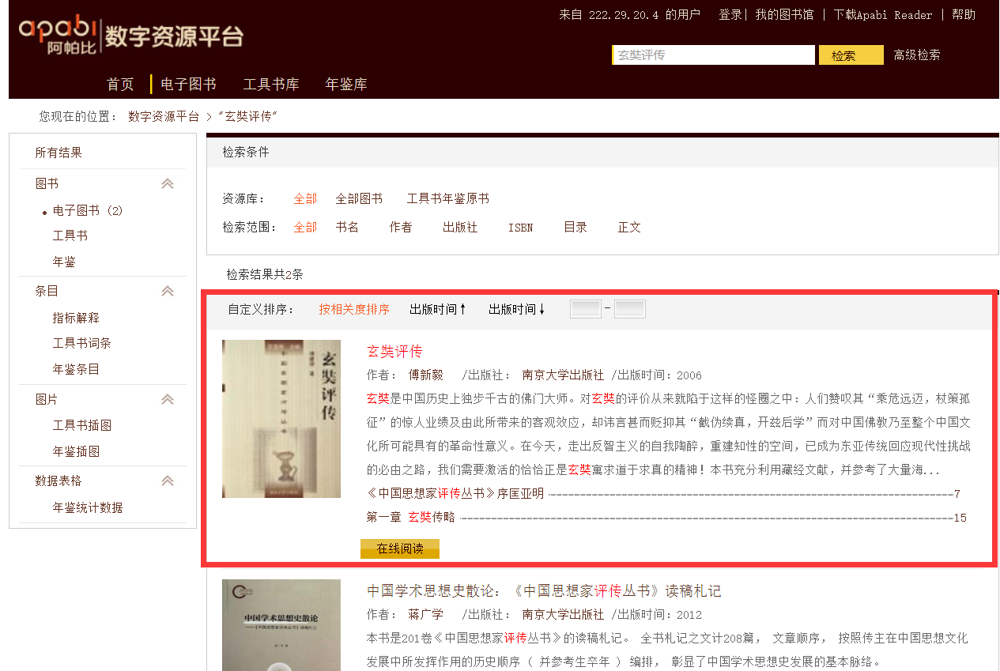 来自 222.29.20.4 的用户 登录| 我的图书馆 | 下载Apabi Reader | 帮助
apabi 阿帕比 数字资源平台
玄奘评传 检索 高级检索
首页 电子图书 工具书库 年鉴库
您现在的位置： 数字资源平台 > "玄奘评传"
所有结果
图书
电子图书 (2)
工具书
年鉴
条目
指标解释
工具书词条
年鉴条目
图片
工具书插图
年鉴插图
数据表格
年鉴统计数据
检索条件
资源库： 全部 全部图书 工具书年鉴原书
检索范围： 全部 书名 作者 出版社 ISBN 目录 正文
检索结果共2条
自定义排序： 按相关度排序 出版时间↑ 出版时间↓ -
玄奘评传
玄奘评传
作者： 傅新毅 /出版社： 南京大学出版社 /出版时间：2006
玄奘是中国历史上独步千古的佛门大师。对玄奘的评价从来就陷于这样的怪圈之中：人们赞叹其“乘危远迈，杖策孤
征”的惊人业绩及由此所带来的客观效应，却讳言甚而贬抑其“截伪续真，开兹后学”而对中国佛教乃至整个中国文
化所可能具有的革命性意义。在今天，走出反智主义的自我陶醉，重建知性的空间，已成为东亚传统回应现代性挑战
的必由之路，我们需要激活的恰恰正是玄奘寓求道于求真的精神！本书充分利用藏经文献，并参考了大量海...
《中国思想家评传丛书》序匡亚明 7
第一章 玄奘传略 15
在线阅读
中国学术思想史散论
——《中国思想家评传丛书》读稿札记
中国学术思想史散论：《中国思想家评传丛书》读稿札记
作者： 蒋广学 /出版社： 南京大学出版社 /出版时间：2012
本书是201卷《中国思想家评传丛书》的读稿札记。 全书札记之文计208篇， 文章顺序， 按照传主在中国思想文化
发展中所发挥作用的历史顺序（ 并参考生卒年 ）编排， 彰显了中国学术思想史发展的基本脉络。